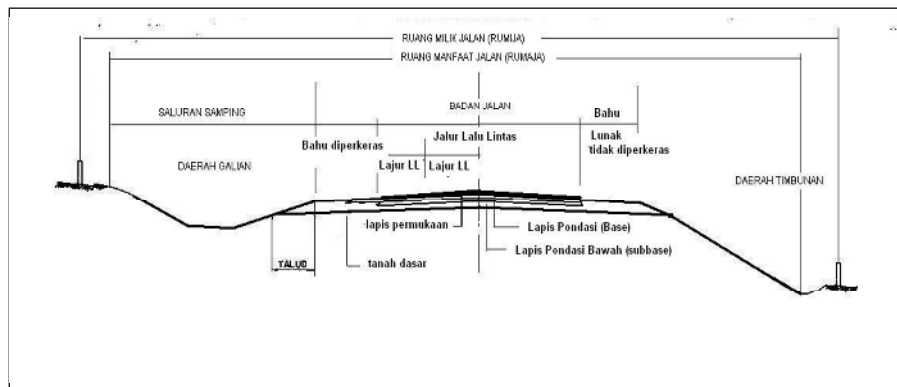 RUANG MILIK JALAN (RUMIJA)
RUANG MANFAAT JALAN (RUMAJA)
SALURAN SAMPING
BADAN JALAN
Bahu
Bahu diperkeras
Jalur Lalu Lintas
Lunak
tidak diperkeras
DAERAH GALIAN
Lajur LL
Lajur LL
DAERAH TIMBUNAN
lapis permukaan
Lapis Pondasi (Base)
Lapis Pondasi Bawah (subbase)
TALUD
tanah dasar